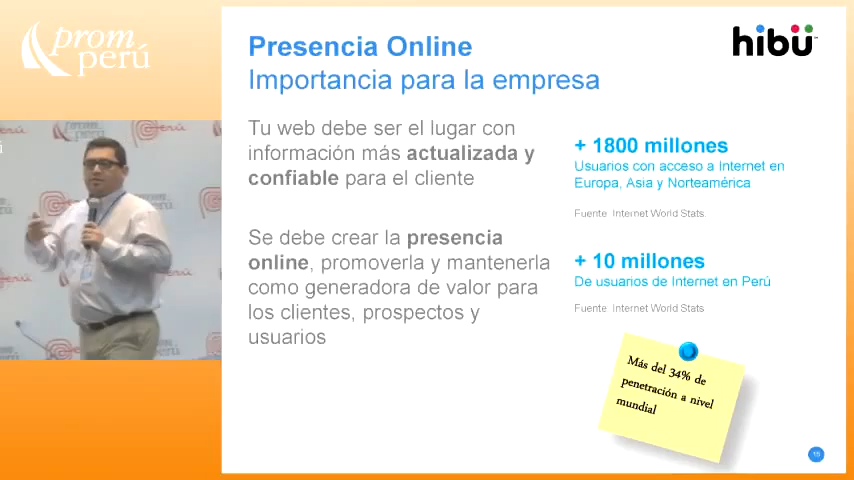 prom
perú
Presencia Online
Importancia para la empresa
hibü
Tu web debe ser el lugar con
información más actualizada y
confiable para el cliente
Se debe crear la presencia
online, promoverla y mantenerla
como generadora de valor para
los clientes, prospectos y
usuarios
+ 1800 millones
Usuarios con acceso a Internet en
Europa, Asia y Norteamérica
Fuente Internet World Stats.
+ 10 millones
De usuarios de Internet en Perú
Fuente Internet World Stats
Más del 34% de
penetración a nivel
mundial
15